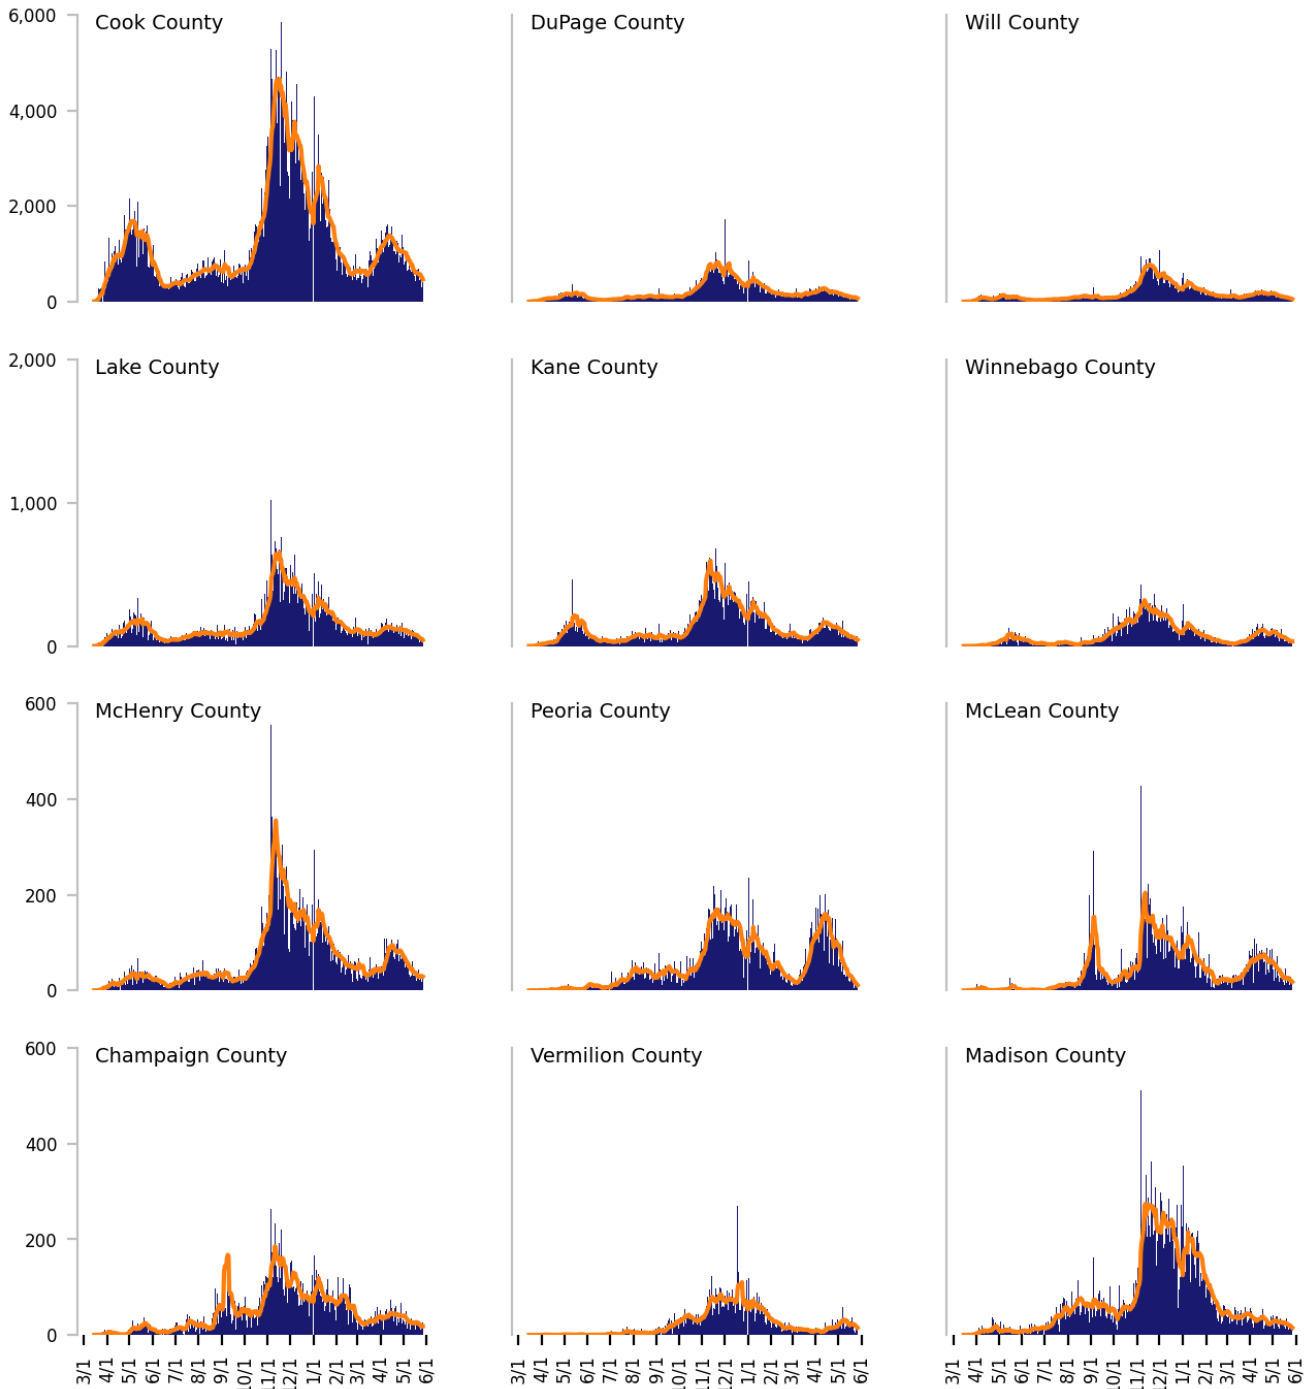 6,000
Cook County
DuPage County
Will County
4,000
2,000
0
2,000
Lake County
Kane County
Winnebago County
1,000
0
600
McHenry County
Peoria County
McLean County
400
200
0
600
Champaign County
Vermilion County
Madison County
400
200
0
3/1 4/1 5/1 6/1 7/1 8/1 9/1 10/1 11/1 12/1 1/1 2/1 3/1 4/1 5/1 6/1
3/1 4/1 5/1 6/1 7/1 8/1 9/1 10/1 11/1 12/1 1/1 2/1 3/1 4/1 5/1 6/1
3/1 4/1 5/1 6/1 7/1 8/1 9/1 10/1 11/1 12/1 1/1 2/1 3/1 4/1 5/1 6/1